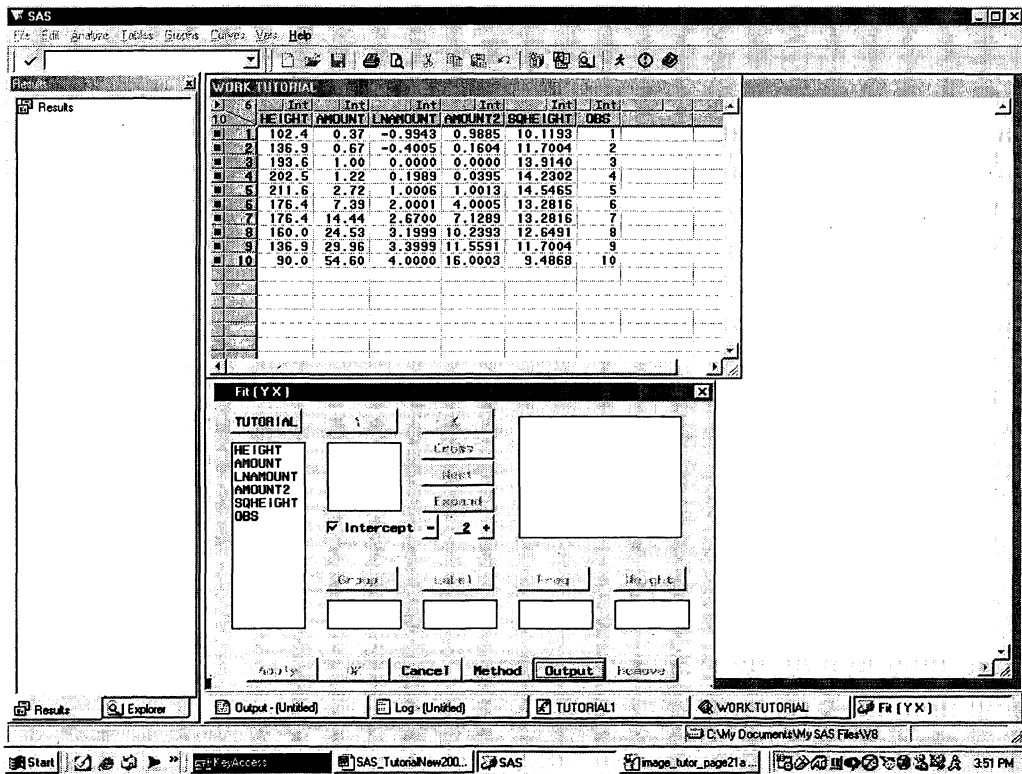 SAS
File Edit Analyze Tables Graphs Curves Vars Help
Results
Results
WORK.TUTORIAL
6 Int Int Int Int Int Int
10 HEIGHT AMOUNT LNAMOUNT AMOUNT2 SQHEIGHT OBS
1 102.4 0.37 -0.9943 0.9885 10.1193 1
2 136.9 0.67 -0.4005 0.1604 11.7004 2
3 193.6 1.00 0.0000 0.0000 13.9140 3
4 202.5 1.22 0.1989 0.0395 14.2302 4
5 211.6 2.72 1.0006 1.0013 14.5465 5
6 176.4 7.39 2.0001 4.0005 13.2816 6
7 176.4 14.44 2.6700 7.1289 13.2816 7
8 160.0 24.53 3.1999 10.2393 12.6491 8
9 136.9 29.96 3.3999 11.5591 11.7004 9
10 90.0 54.60 4.0000 16.0003 9.4868 10
Fit ( Y X )
TUTORIAL Y X
HEIGHT
AMOUNT
LNAMOUNT
AMOUNT2
SQHEIGHT
OBS
Cross
Nest
Expand
Intercept - 2 +
Group Label Freq Weight
Apply OK Cancel Method Output Remove
Results Explorer Output - (Untitled) Log - (Untitled) TUTORIAL1 WORK.TUTORIAL Fit ( Y X )
C:\My Documents\My SAS Files\V8
Start KeyAccess SAS_TutorialNew200... SAS image_tutor_page21a... 3:51 PM